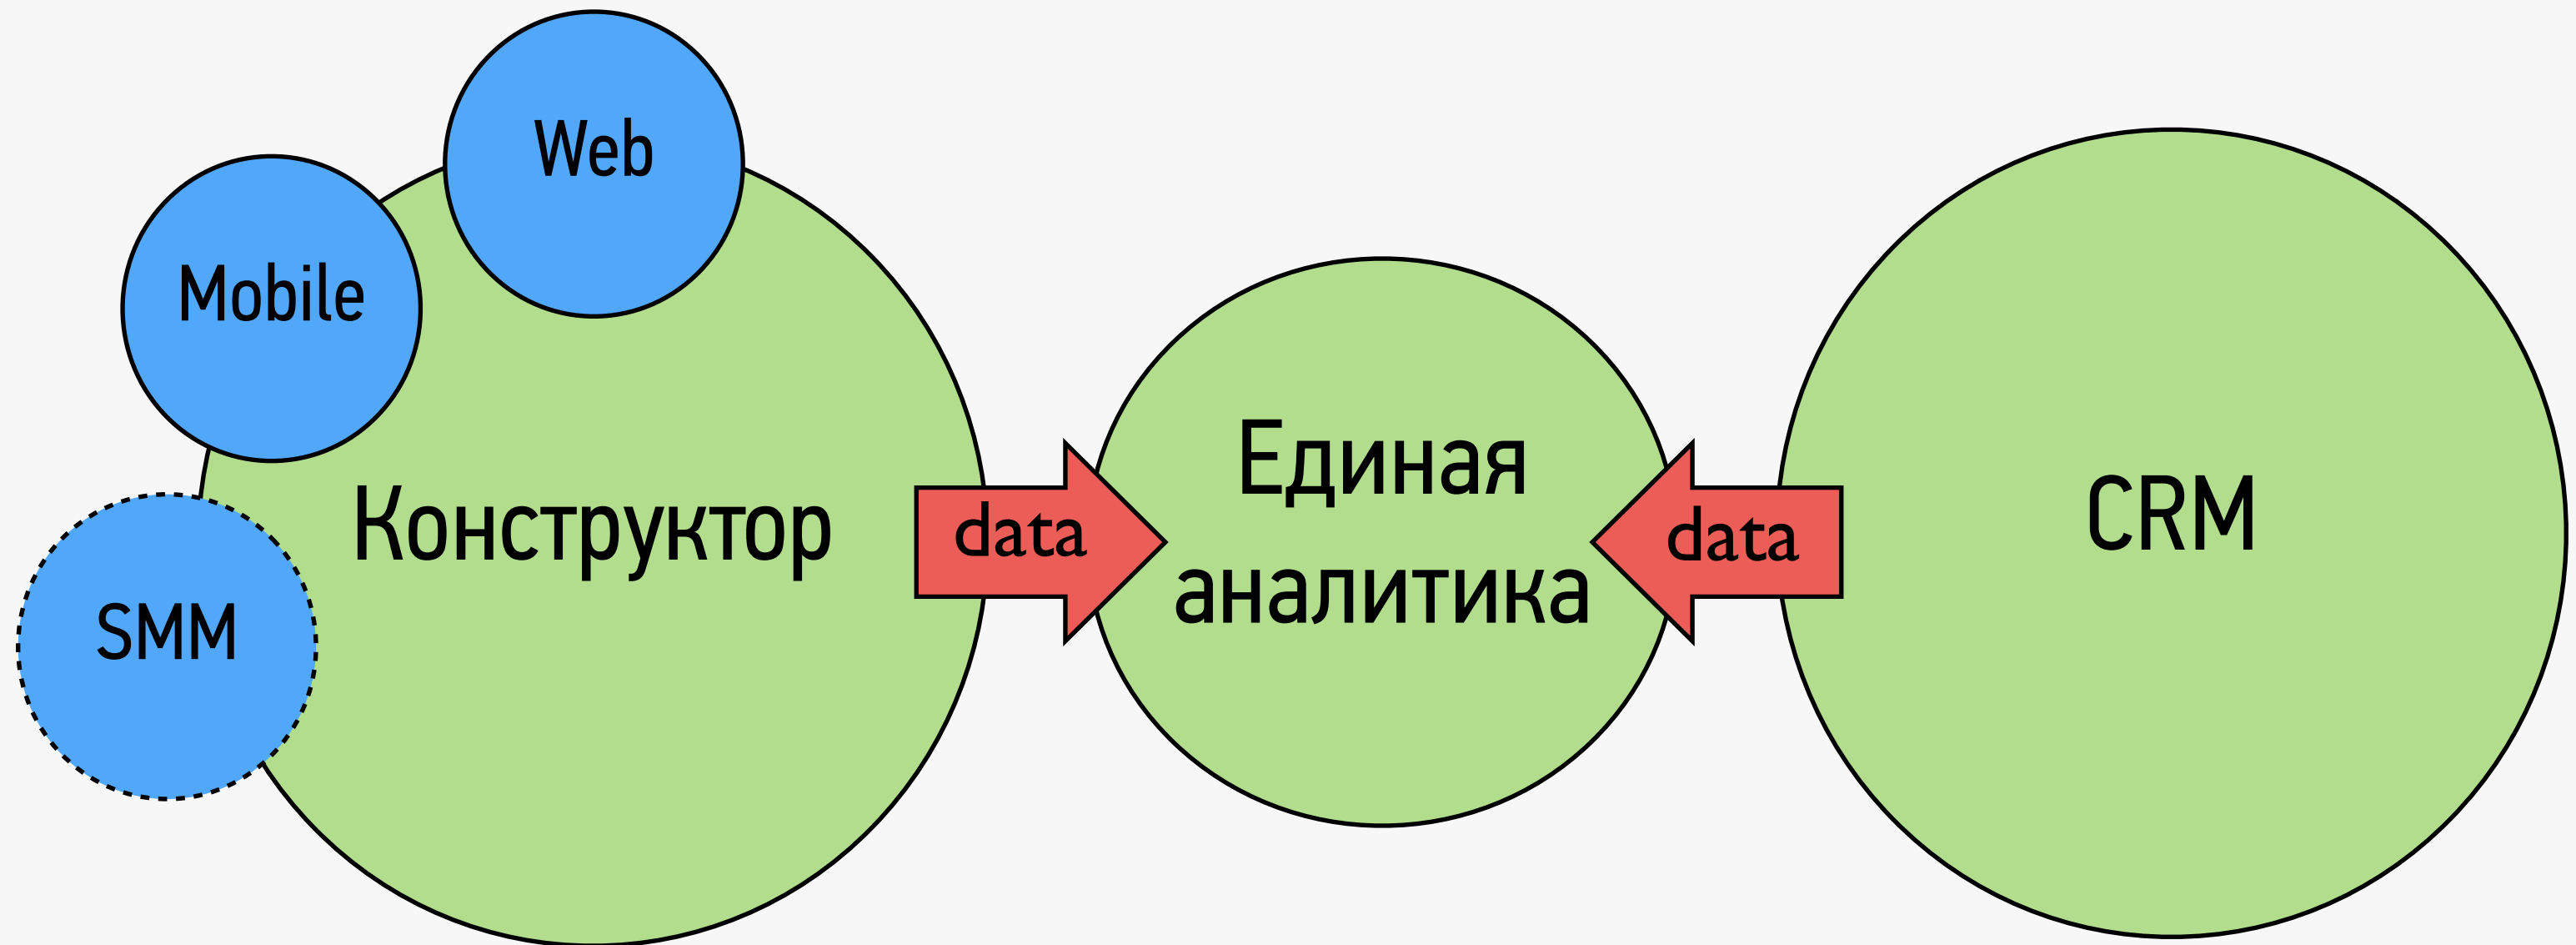 Web
Mobile
SMM
Конструктор
data
Единая
аналитика
data
CRM